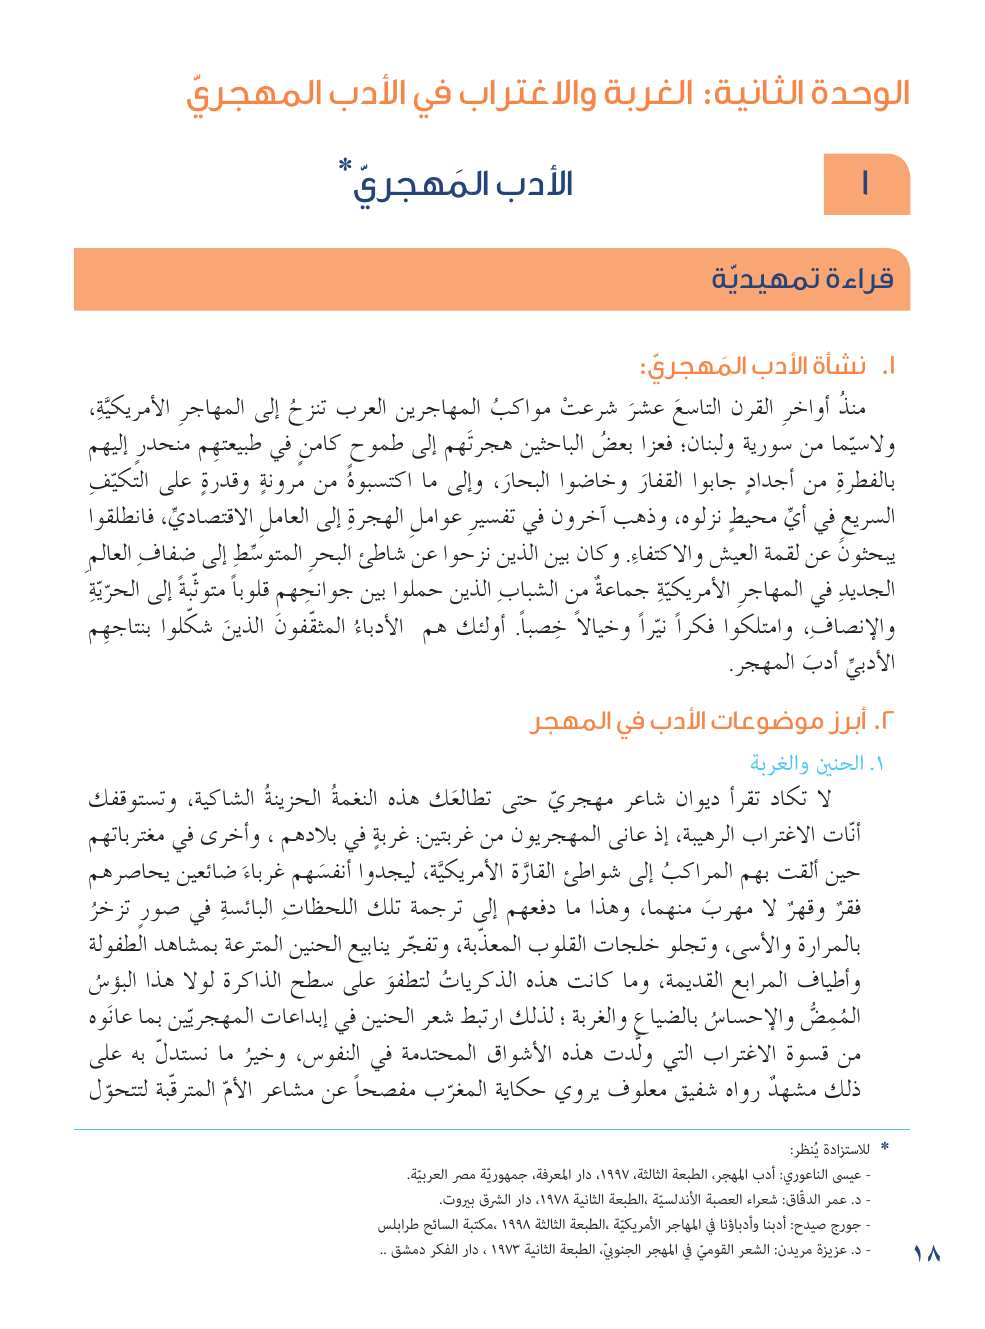 الوحدة الثانية: الغربة والاغتراب في الأدب المهجريّ
١
الأدب المَهجريّ*
قراءة تمهيديّة
١. نشأة الأدب المَهجريّ:
منذُ أواخرِ القرن التاسعَ عشرَ شرعتْ مواكبُ المهاجرين العرب تنزحُ إلى المهاجرِ الأمريكيَّةِ،
ولاسيّما من سورية ولبنان؛ فعزا بعضُ الباحثين هجرتَهم إلى طموحٍ كامنٍ في طبيعتهِم منحدرٍ إليهم
بالفطرةِ من أجدادٍ جابوا القفارَ وخاضوا البحارَ، وإلى ما اكتسبوهُ من مرونةٍ وقدرةٍ على التكيّفِ
السريع في أيِّ محيطٍ نزلوه، وذهب آخرون في تفسيرِ عواملِ الهجرةِ إلى العاملِ الاقتصاديِّ، فانطلقوا
يبحثون عن لقمة العيش والاكتفاءِ. وكان بين الذين نزحوا عن شاطئ البحرِ المتوسِّطِ إلى ضفافِ العالمِ
الجديدِ في المهاجرِ الأمريكيّةِ جماعةٌ من الشبابِ الذين حملوا بين جوانحِهم قلوباً متوثّبةً إلى الحرّيّةِ
والإنصافِ، وامتلكوا فكراً نيّراً وخيالاً خِصباً. أولئك هم الأدباءُ المثقّفونَ الذينَ شكّلوا بنتاجهِم
الأدبيِّ أدبَ المهجر.
٢. أبرز موضوعات الأدب في المهجر
١. الحنين والغربة
لا تكاد تقرأ ديوان شاعر مهجريّ حتى تطالعَك هذه النغمةُ الحزينةُ الشاكية، وتستوقفك
أنّات الاغتراب الرهيبة، إذ عانى المهجريون من غربتين: غربةٍ في بلادهم ، وأخرى في مغترباتهم
حين ألقت بهم المراكبُ إلى شواطئ القارَّة الأمريكيَّة، ليجدوا أنفسَهم غرباءَ ضائعين يحاصرهم
فقرٌ وقهرٌ لا مهربَ منهما، وهذا ما دفعهم إلى ترجمة تلك اللحظاتِ البائسةِ في صورٍ تزخرُ
بالمرارة والأسى، وتجلو خلجات القلوب المعذّبة، وتفجّر ينابيع الحنين المترعة بمشاهد الطفولة
وأطياف المرابع القديمة، وما كانت هذه الذكرياتُ لتطفوَ على سطح الذاكرة لولا هذا البؤسُ
المُمِضُّ والإحساسُ بالضياع والغربة ؛ لذلك ارتبط شعر الحنين في إبداعات المهجريّين بما عانَوه
من قسوة الاغتراب التي ولَّدت هذه الأشواق المحتدمة في النفوس، وخيرُ ما نستدلّ به على
ذلك مشهدٌ رواه شفيق معلوف يروي حكاية المغرّب مفصحاً عن مشاعر الأمّ المترقّبة لتتحوّل
* للاستزادة يُنظر:
- عيسى الناعوري: أدب المهجر، الطبعة الثالثة، ١٩٩٧، دار المعرفة، جمهوريّة مصر العربيّة.
- د. عمر الدقّاق: شعراء العصبة الأندلسيّة ،الطبعة الثانية ١٩٧٨، دار الشرق بيروت.
- جورج صيدح: أدبنا وأدباؤنا في المهاجر الأمريكيّة ،الطبعة الثالثة ١٩٩٨ ،مكتبة السائح طرابلس
- د. عزيزة مريدن: الشعر القوميّ في المهجر الجنوبيّ، الطبعة الثانية ١٩٧٣ ، دار الفكر دمشق ..
١٨